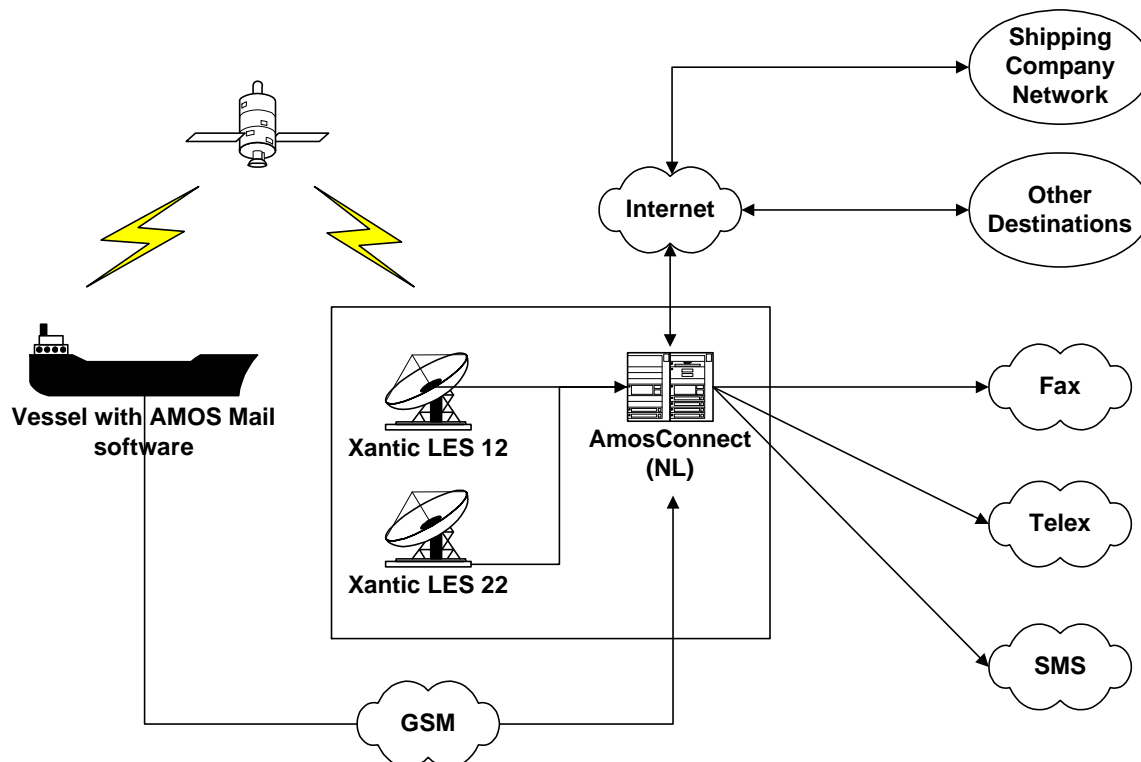 Shipping
Company
Network
Internet
Other
Destinations
Vessel with AMOS Mail
software
Xantic LES 12
AmosConnect
(NL)
Fax
Xantic LES 22
Telex
SMS
GSM